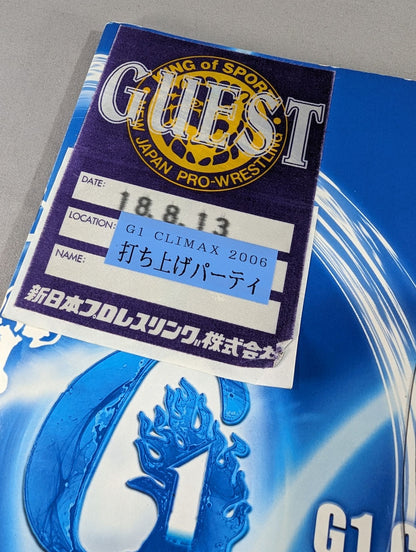 KING of SPORTS
GUEST
NEW JAPAN PRO-WRESTLING
DATE:
18.8.13
LOCATION:
G1 CLIMAX 2006
打ち上げパーティ
NAME:
新日本プロレスリング株式会
G1
G1